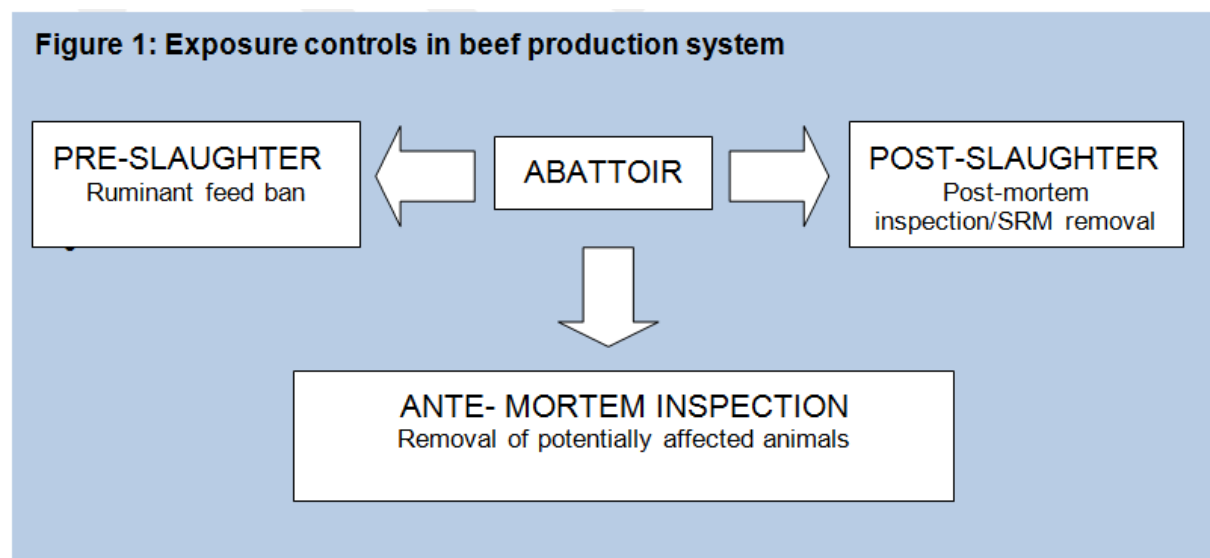 Figure 1: Exposure controls in beef production system
PRE-SLAUGHTER
Ruminant feed ban
ABATTOIR
POST-SLAUGHTER
Post-mortem
inspection/SRM removal
ANTE- MORTEM INSPECTION
Removal of potentially affected animals